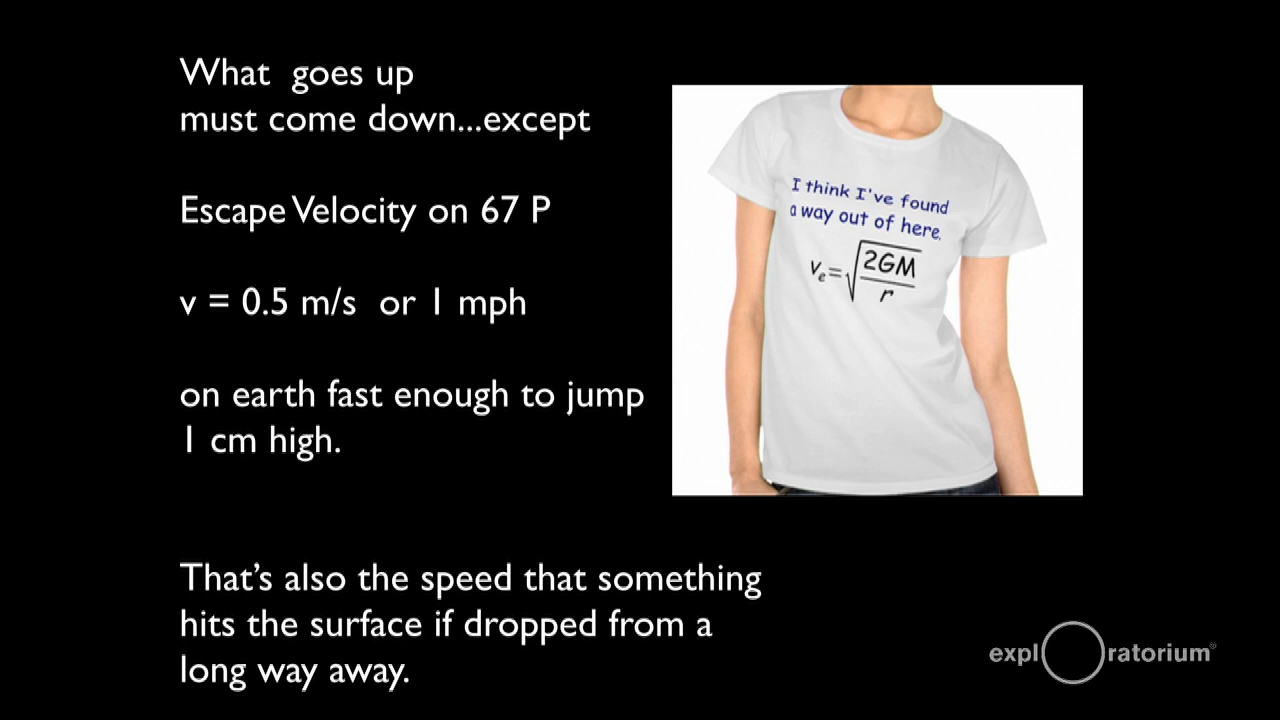 What goes up
must come down...except
Escape Velocity on 67 P
v = 0.5 m/s or 1 mph
on earth fast enough to jump
1 cm high.
That's also the speed that something
hits the surface if dropped from a
long way away.
I think I've found
a way out of here.
vₑ=√(2GM/r)
expl○ratorium®